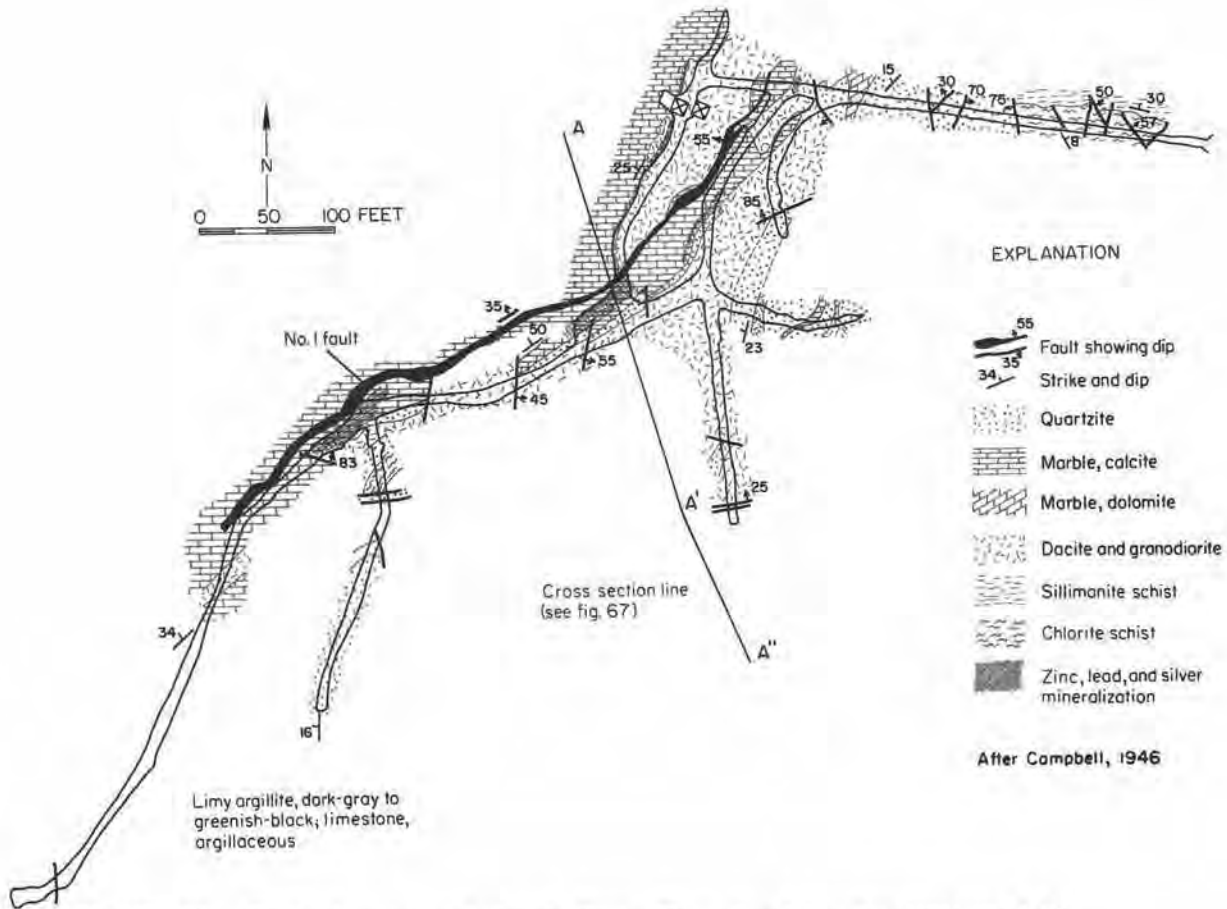 15
30
70
75
50
30
57
8
A
55
25
N
0 50 100 FEET
85
EXPLANATION
35
No. 1 fault
50
23
55
Fault showing dip
35
55
34
Strike and dip
45
Quartzite
83
Marble, calcite
25
A'
Marble, dolomite
Dacite and granodiorite
Cross section line
(see fig. 67)
Sillimanite schist
34
A"
Chlorite schist
Zinc, lead, and silver
mineralization
16
After Campbell, 1946
Limy argillite, dark-gray to
greenish-black; limestone,
argillaceous